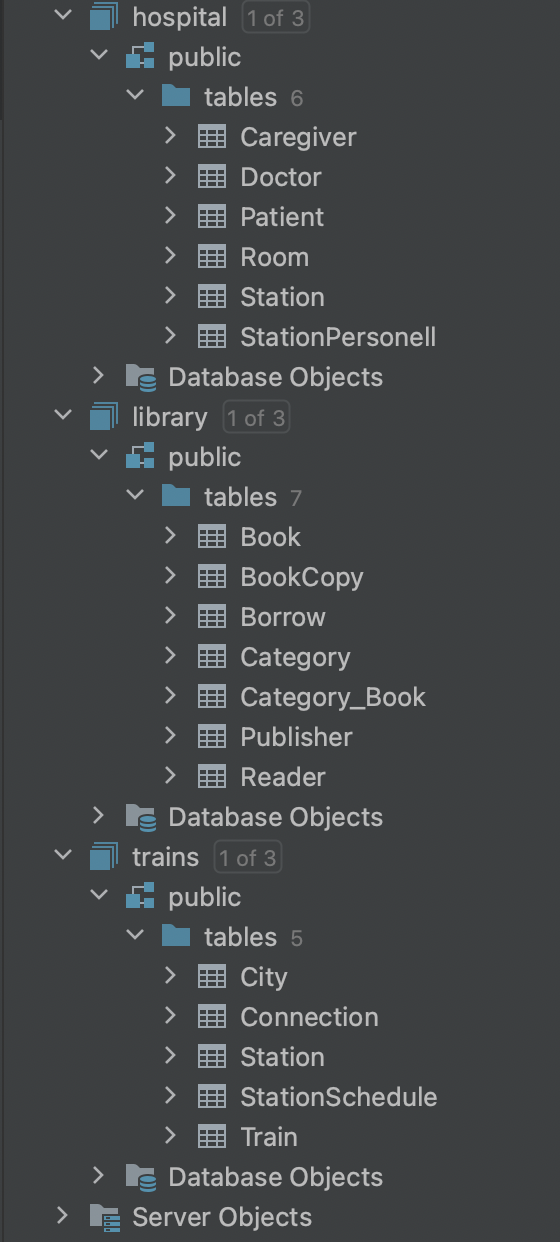 hospital 1 of 3
public
tables 6
Caregiver
Doctor
Patient
Room
Station
StationPersonell
Database Objects
library 1 of 3
public
tables 7
Book
BookCopy
Borrow
Category
Category_Book
Publisher
Reader
Database Objects
trains 1 of 3
public
tables 5
City
Connection
Station
StationSchedule
Train
Database Objects
Server Objects